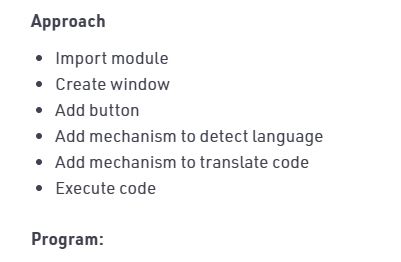 Approach
Import module
Create window
Add button
Add mechanism to detect language
Add mechanism to translate code
Execute code
Program: